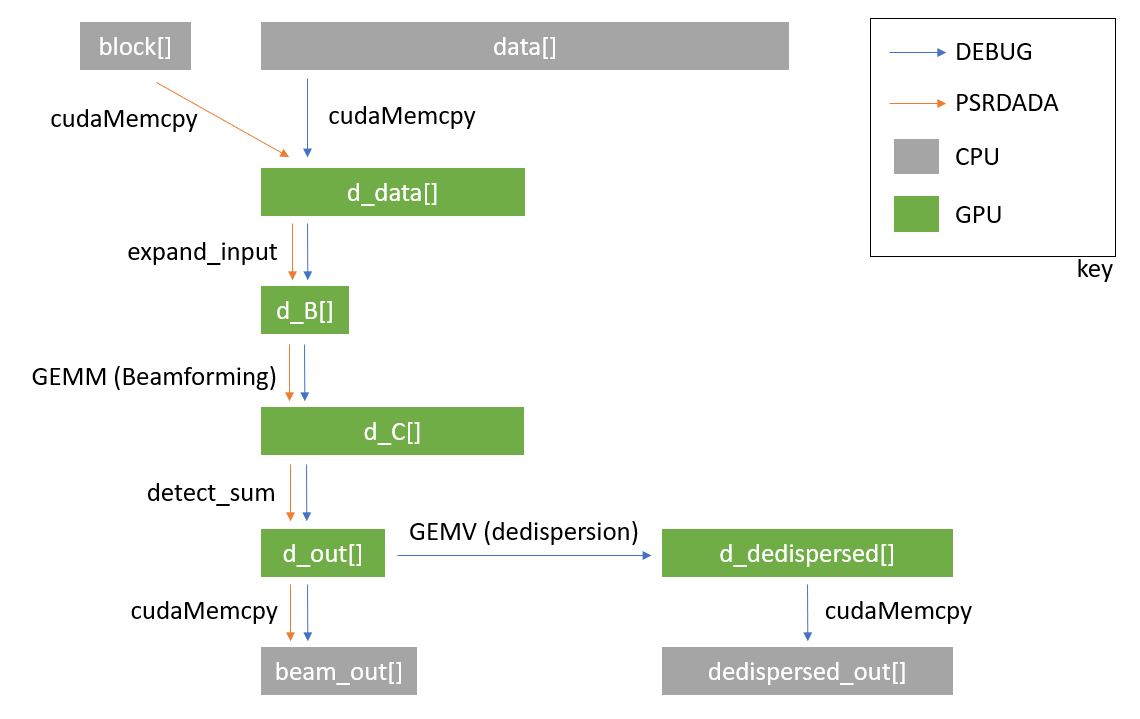 block[]
data[]
DEBUG
PSRDADA
CPU
GPU
key
cudaMemcpy
cudaMemcpy
d_data[]
expand_input
d_B[]
GEMM (Beamforming)
d_C[]
detect_sum
GEMV (dedispersion)
d_out[]
d_dedispersed[]
cudaMemcpy
cudaMemcpy
beam_out[]
dedispersed_out[]